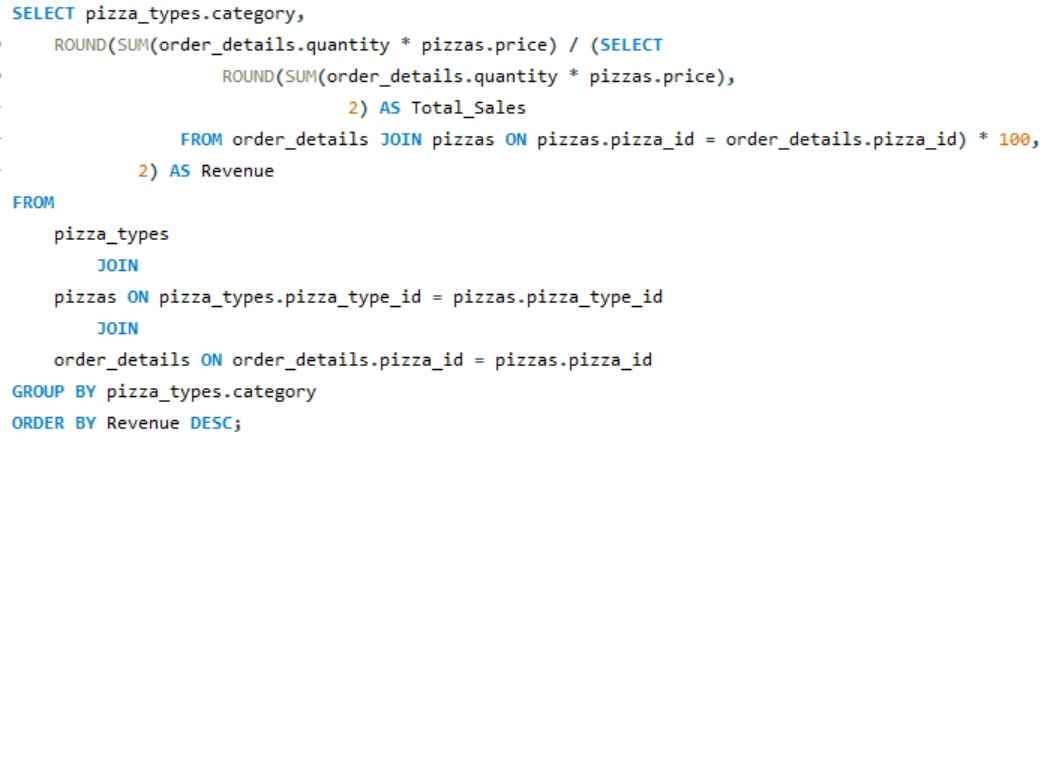 SELECT pizza_types.category,
ROUND(SUM(order_details.quantity * pizzas.price) / (SELECT
ROUND(SUM(order_details.quantity * pizzas.price),
2) AS Total_Sales
FROM order_details JOIN pizzas ON pizzas.pizza_id = order_details.pizza_id) * 100,
2) AS Revenue
FROM
pizza_types
JOIN
pizzas ON pizza_types.pizza_type_id = pizzas.pizza_type_id
JOIN
order_details ON order_details.pizza_id = pizzas.pizza_id
GROUP BY pizza_types.category
ORDER BY Revenue DESC;